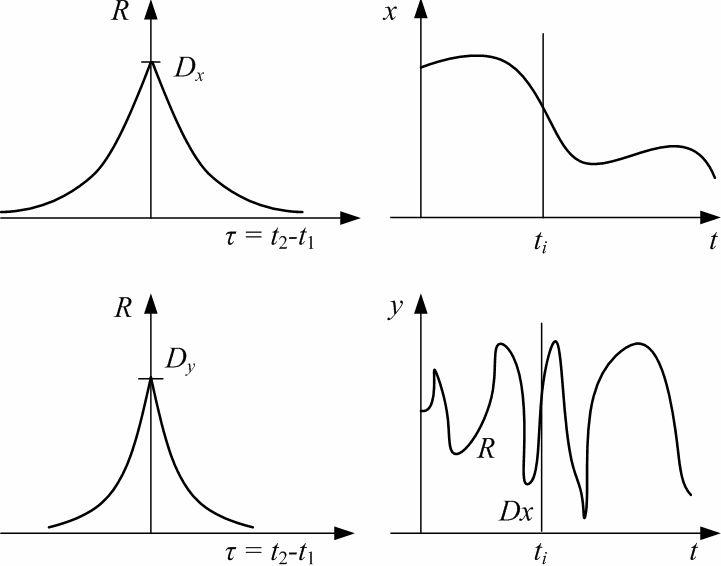 R
D_x
τ = t_2-t_1
x
t_i
t
R
D_y
τ = t_2-t_1
y
R
Dx
t_i
t